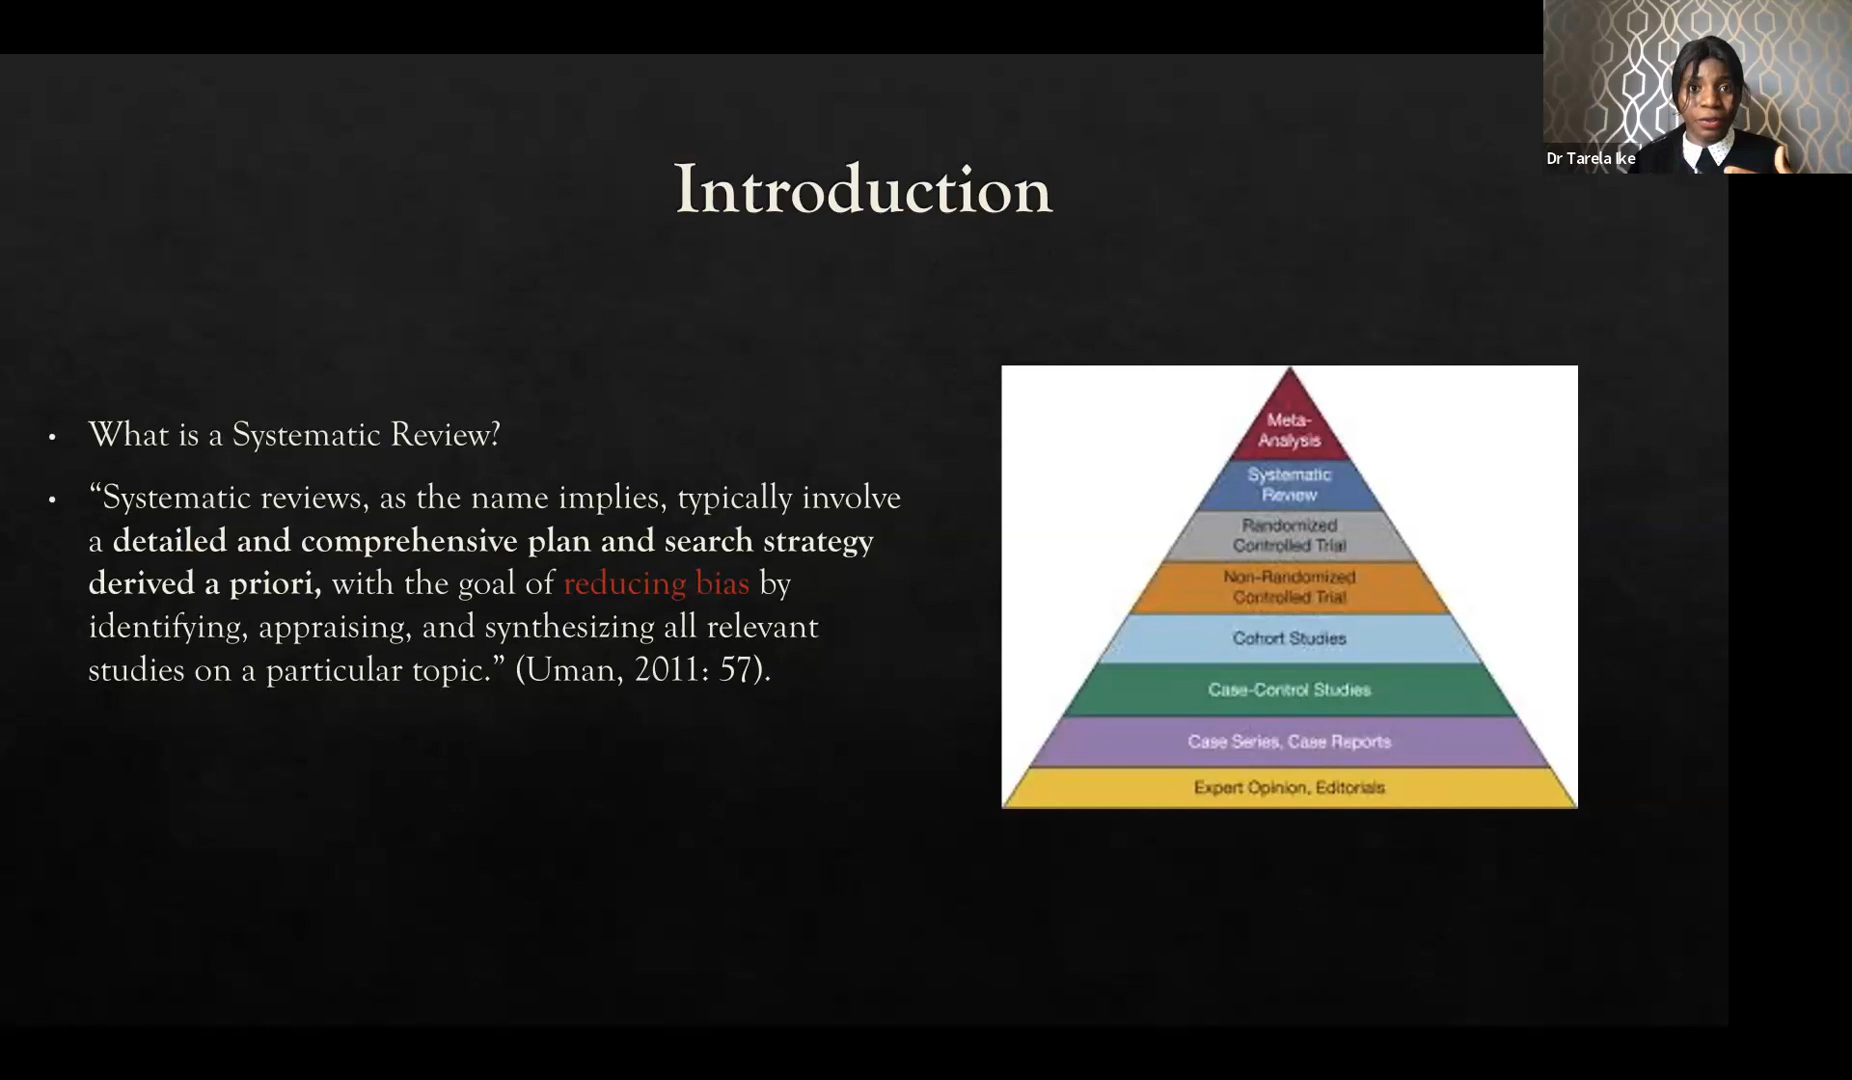 Dr Tarela Ike
Introduction
• What is a Systematic Review?
• “Systematic reviews, as the name implies, typically involve
a detailed and comprehensive plan and search strategy
derived a priori, with the goal of reducing bias by
identifying, appraising, and synthesizing all relevant
studies on a particular topic.” (Uman, 2011: 57).
Meta-
Analysis
Systematic
Review
Randomized
Controlled Trial
Non-Randomized
Controlled Trial
Cohort Studies
Case-Control Studies
Case Series, Case Reports
Expert Opinion, Editorials